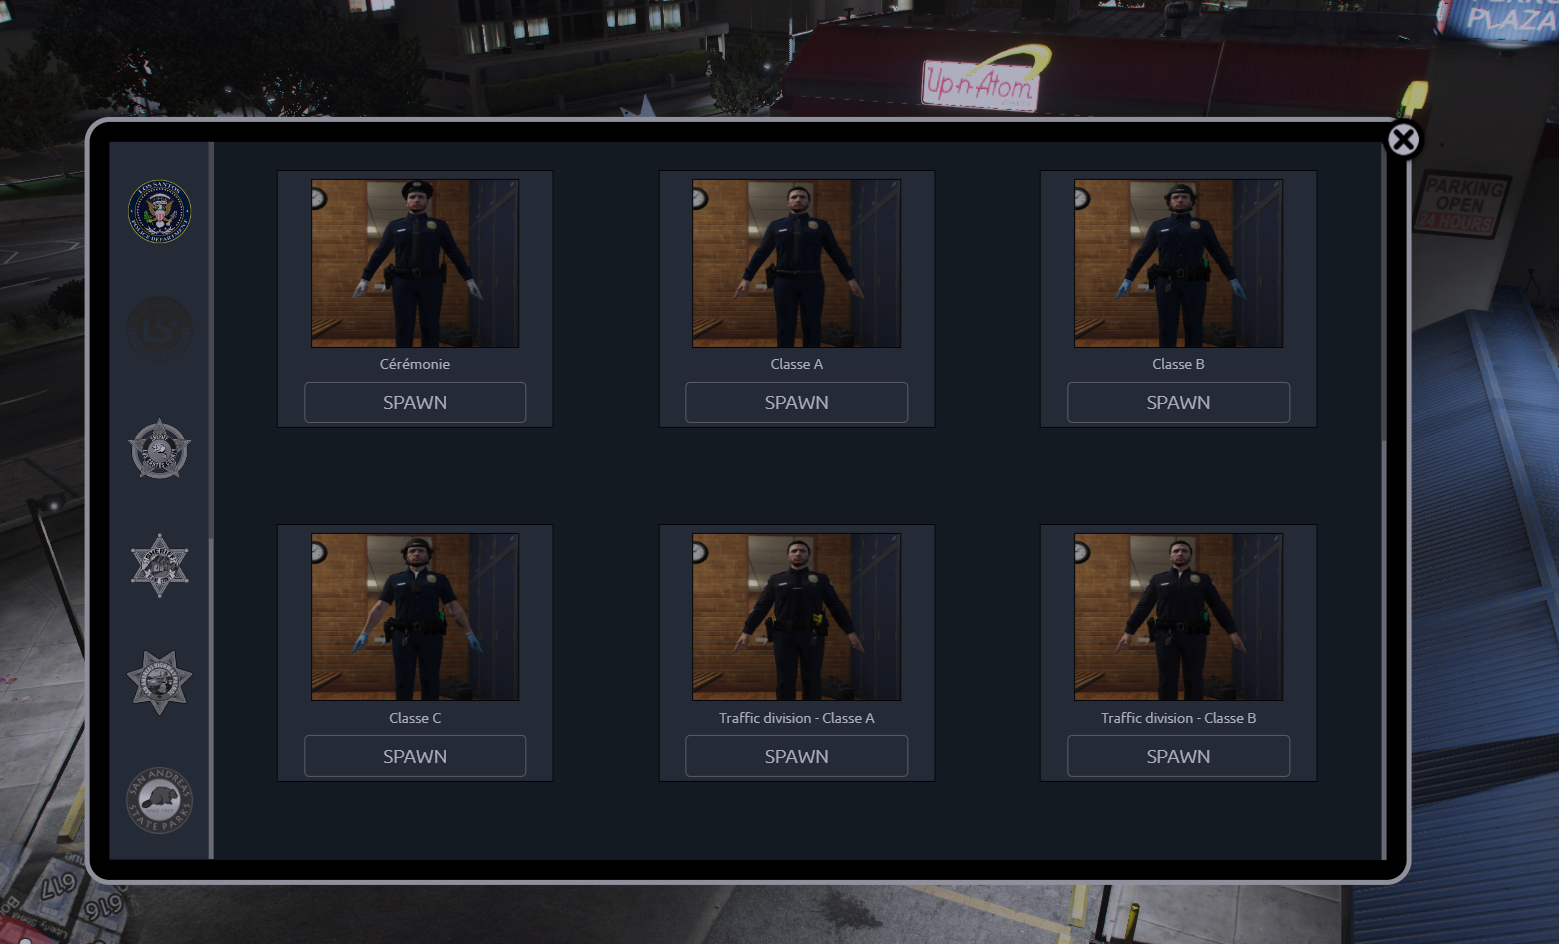 PLAZA
Up-n-Atom
PARKING
OPEN
24 HOURS
LOS SANTOS
POLICE DEPARTMENT
LS
SAN ANDREAS
STATE PARKS
Cérémonie
SPAWN
Classe A
SPAWN
Classe B
SPAWN
Classe C
SPAWN
Traffic division - Classe A
SPAWN
Traffic division - Classe B
SPAWN
617
616